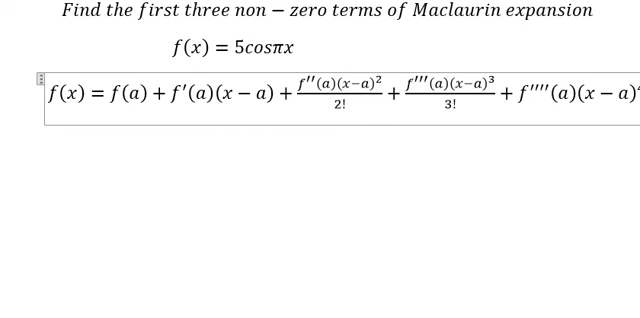 Find the first three non − zero terms of Maclaurin expansion
f(x) = 5cosπx
f(x) = f(a) + f′(a)(x − a) + f′′(a)(x−a)²/2! + f′′′(a)(x−a)³/3! + f′′′′(a)(x − a)